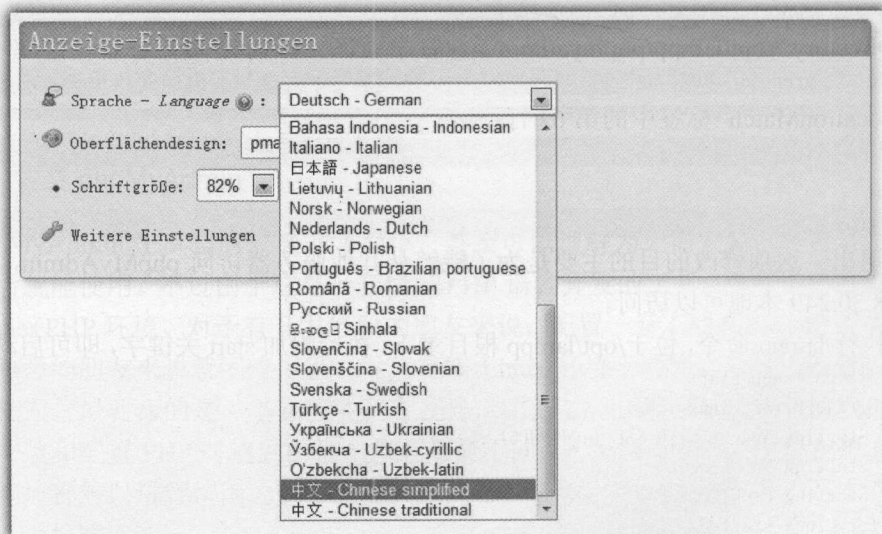 Anzeige-Einstellungen
Sprache - Language : Deutsch - German
Bahasa Indonesia - Indonesian
Italiano - Italian
Oberflächendesign: pma
日本語 - Japanese
Schriftgröße: 82%
Lietuvių - Lithuanian
Norsk - Norwegian
Nederlands - Dutch
Weitere Einstellungen
Polski - Polish
Português - Brazilian portuguese
Română - Romanian
Русский - Russian
Sinhala
Slovenčina - Slovak
Slovenščina - Slovenian
Svenska - Swedish
Türkçe - Turkish
Українська - Ukrainian
Ўзбекча - Uzbek-cyrillic
O'zbekcha - Uzbek-latin
中文 - Chinese simplified
中文 - Chinese traditional